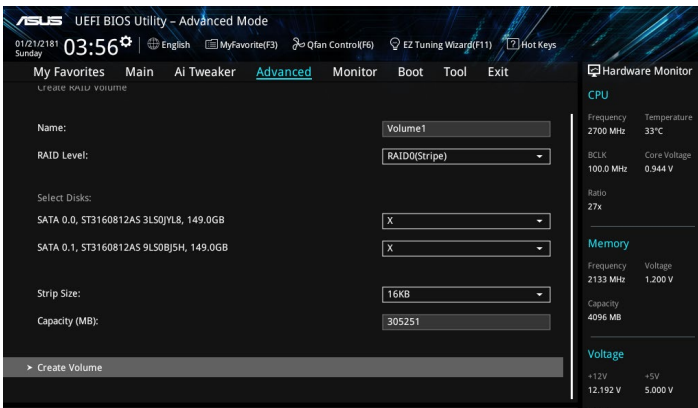 ASUS UEFI BIOS Utility – Advanced Mode
01/21/2181 Sunday 03:56 English MyFavorite(F3) Qfan Control(F6) EZ Tuning Wizard(F11) ? Hot Keys
My Favorites Main Ai Tweaker Advanced Monitor Boot Tool Exit
Hardware Monitor
Create RAID Volume
Name: Volume1
RAID Level: RAID0(Stripe)
Select Disks:
SATA 0.0, ST3160812AS 3LS0JYL8, 149.0GB X
SATA 0.1, ST3160812AS 9LS0BJ5H, 149.0GB X
Strip Size: 16KB
Capacity (MB): 305251
> Create Volume
CPU
Frequency Temperature
2700 MHz 33°C
BCLK Core Voltage
100.0 MHz 0.944 V
Ratio
27x
Memory
Frequency Voltage
2133 MHz 1.200 V
Capacity
4096 MB
Voltage
+12V +5V
12.192 V 5.000 V